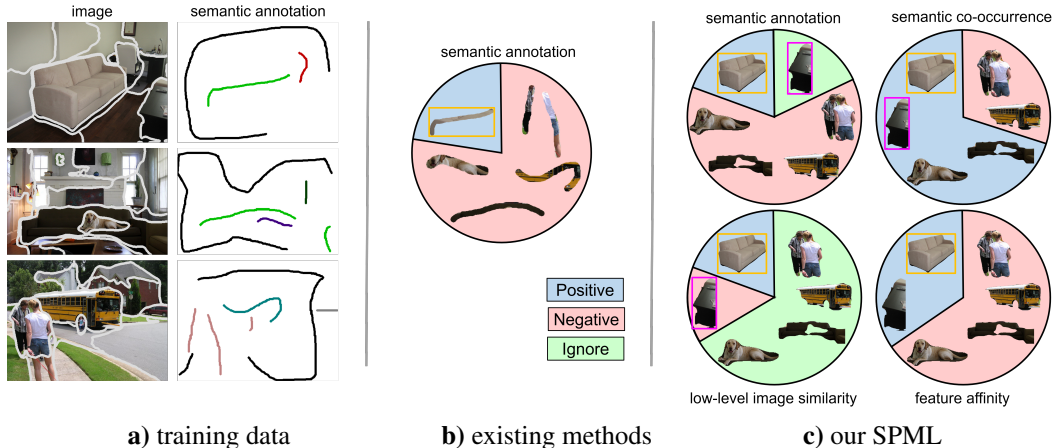 image
semantic annotation
semantic annotation
Positive
Negative
Ignore
semantic annotation
semantic co-occurrence
low-level image similarity
feature affinity
a) training data
b) existing methods
c) our SPML